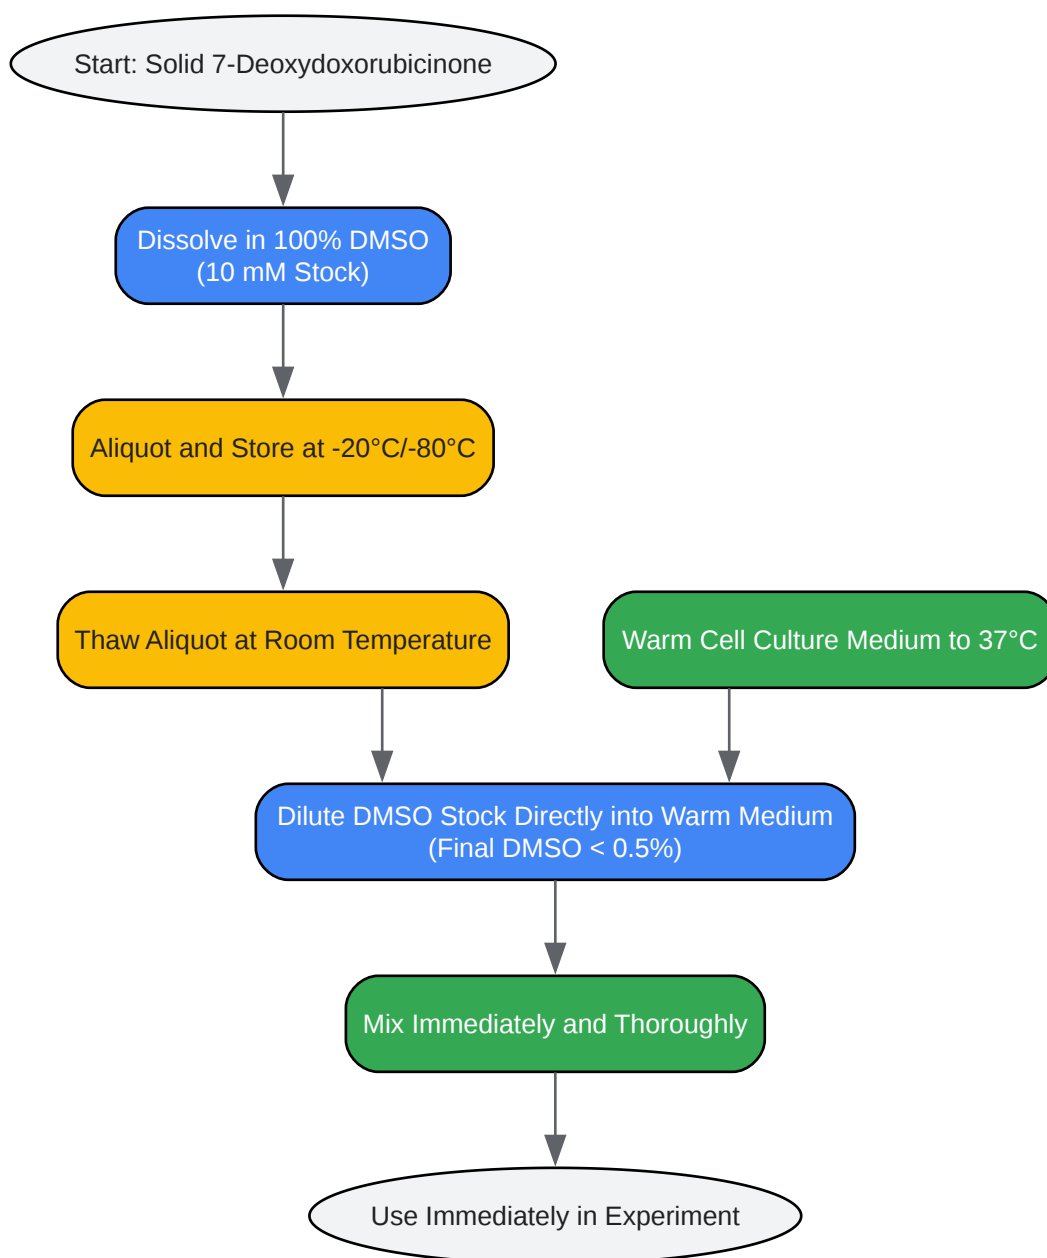 Start: Solid 7-Deoxydoxorubicinone
Dissolve in 100% DMSO
(10 mM Stock)
Aliquot and Store at -20°C/-80°C
Thaw Aliquot at Room Temperature
Warm Cell Culture Medium to 37°C
Dilute DMSO Stock Directly into Warm Medium
(Final DMSO < 0.5%)
Mix Immediately and Thoroughly
Use Immediately in Experiment